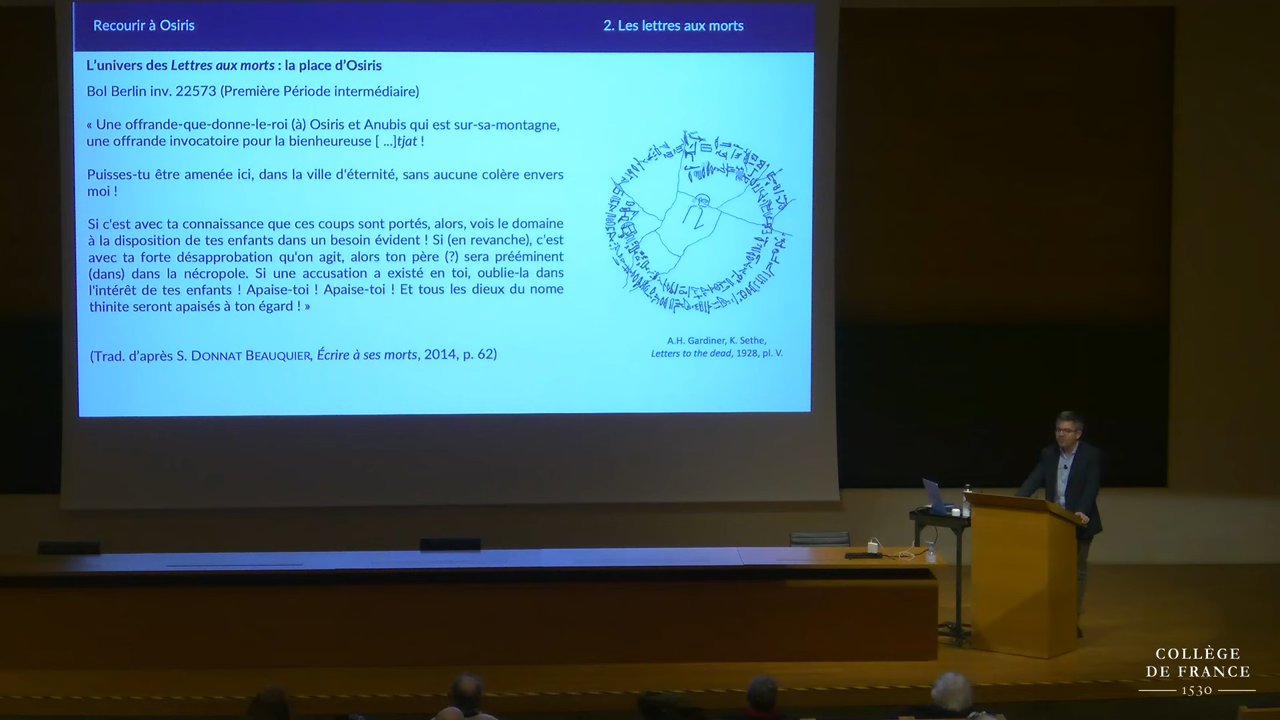 Recourir à Osiris
2. Les lettres aux morts
L'univers des Lettres aux morts : la place d'Osiris
Bol Berlin inv. 22573 (Première Période intermédiaire)
« Une offrande-que-donne-le-roi (à) Osiris et Anubis qui est sur-sa-montagne,
une offrande invocatoire pour la bienheureuse [ ...]tjat !
Puisses-tu être amenée ici, dans la ville d'éternité, sans aucune colère envers
moi !
Si c'est avec ta connaissance que ces coups sont portés, alors, vois le domaine
à la disposition de tes enfants dans un besoin évident ! Si (en revanche), c'est
avec ta forte désapprobation qu'on agit, alors ton père (?) sera prééminent
(dans) dans la nécropole. Si une accusation a existé en toi, oublie-la dans
l'intérêt de tes enfants ! Apaise-toi ! Apaise-toi ! Et tous les dieux du nome
thinite seront apaisés à ton égard ! »
(Trad. d'après S. DONNAT BEAUQUIER, Écrire à ses morts, 2014, p. 62)
A.H. Gardiner, K. Sethe,
Letters to the dead, 1928, pl. V.
COLLÈGE
DE FRANCE
1530